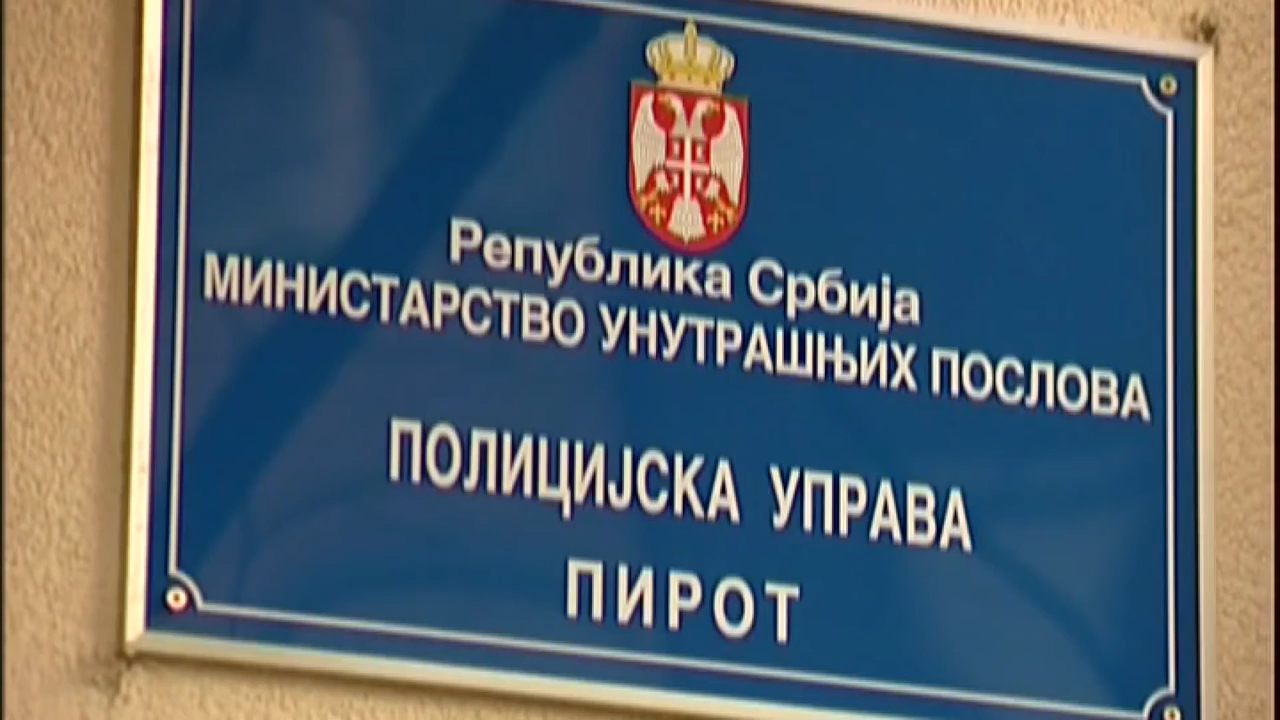 Република Србија
МИНИСТАРСТВО УНУТРАШЊИХ ПОСЛОВА
ПОЛИЦИЈСКА УПРАВА
ПИРОТ